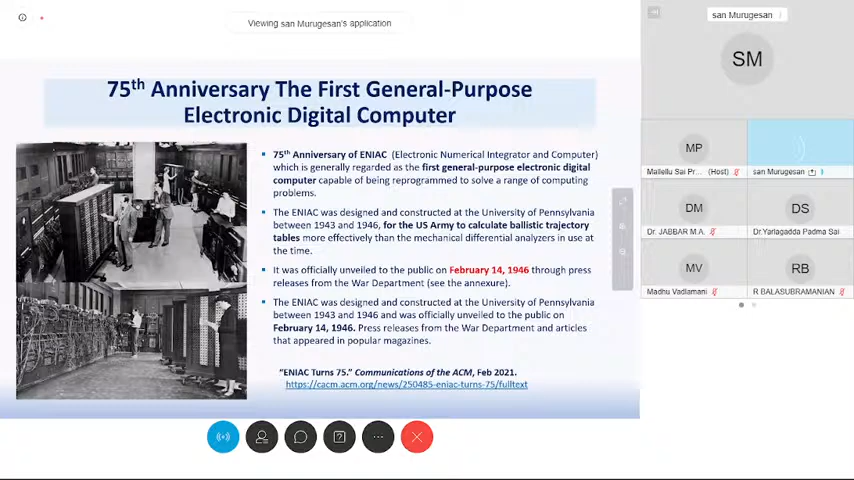 Viewing san Murugesan's application
75th Anniversary The First General-Purpose
Electronic Digital Computer
75th Anniversary of ENIAC (Electronic Numerical Integrator and Computer)
which is generally regarded as the first general-purpose electronic digital
computer capable of being reprogrammed to solve a range of computing
problems.
The ENIAC was designed and constructed at the University of Pennsylvania
between 1943 and 1946, for the US Army to calculate ballistic trajectory
tables more effectively than the mechanical differential analyzers in use at
the time.
It was officially unveiled to the public on February 14, 1946 through press
releases from the War Department (see the annexure).
The ENIAC was designed and constructed at the University of Pennsylvania
between 1943 and 1946 and was officially unveiled to the public on
February 14, 1946. Press releases from the War Department and articles
that appeared in popular magazines.
"ENIAC Turns 75." Communications of the ACM, Feb 2021.
https://cacm.acm.org/news/250485-eniac-turns-75/fulltext
san Murugesan
SM
MP
Mallellu Sai Pr... (Host)
san Murugesan
DM
Dr. JABBAR M.A.
DS
Dr.Yarlagadda Padma Sai
MV
Madhu Vadlamani
RB
R BALASUBRAMANIAN